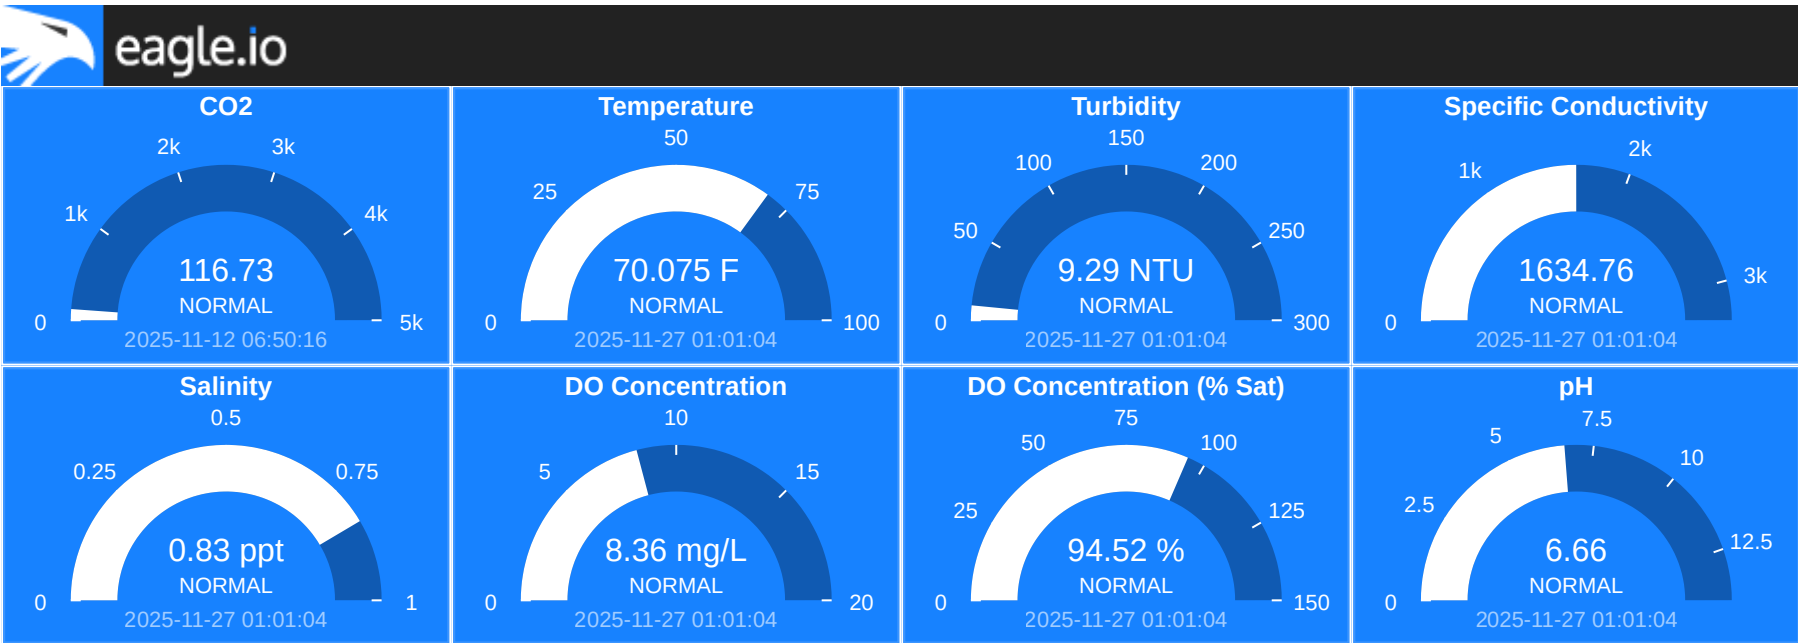 eagle.io
CO2
0
1k
2k
3k
4k
5k
116.73
NORMAL
2025-11-12 06:50:16
Temperature
0
25
50
75
100
70.075 F
NORMAL
2025-11-27 01:01:04
Turbidity
0
50
100
150
200
250
300
9.29 NTU
NORMAL
2025-11-27 01:01:04
Specific Conductivity
0
1k
2k
3k
1634.76
NORMAL
2025-11-27 01:01:04
Salinity
0
0.25
0.5
0.75
1
0.83 ppt
NORMAL
2025-11-27 01:01:04
DO Concentration
0
5
10
15
20
8.36 mg/L
NORMAL
2025-11-27 01:01:04
DO Concentration (% Sat)
0
25
50
75
100
125
150
94.52 %
NORMAL
2025-11-27 01:01:04
pH
0
2.5
5
7.5
10
12.5
6.66
NORMAL
2025-11-27 01:01:04